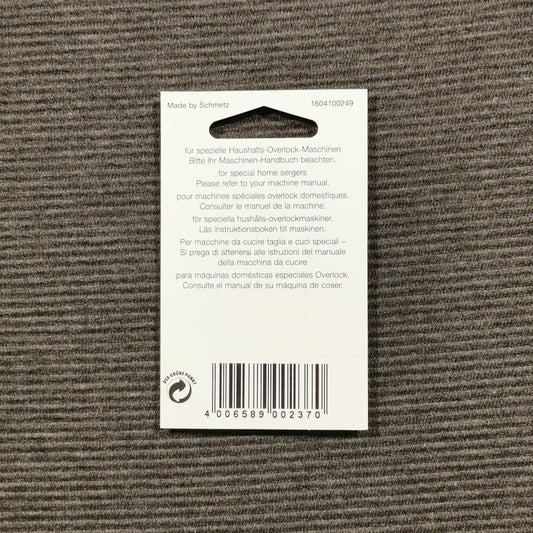 Made by Schmetz 1604100249
für spezielle Haushalts-Overlock-Maschinen
Bitte Ihr Maschinen-Handbuch beachten.
for special home sergers
Please refer to your machine manual.
pour machines spéciales overlock domestiques.
Consulter le manuel de la machine.
för speciella hushålls-overlockmaskiner.
Läs instruktionsboken till maskinen.
Per macchine da cucire taglia e cuci speciali –
Si prega di attenersi alle istruzioni del manuale
della macchina da cucire
para máquinas domésticas especiales Overlock.
Consulte el manual de su máquina de coser.
DER GRÜNE PUNKT
4 006589 002370